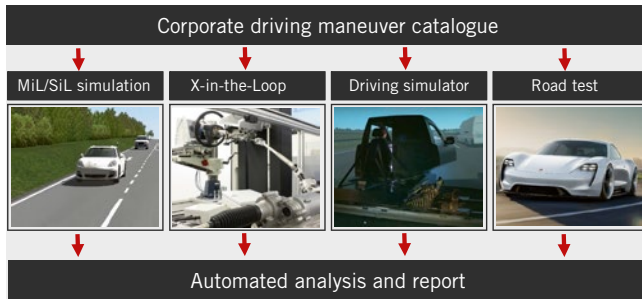 Corporate driving maneuver catalogue
MiL/SiL simulation
X-in-the-Loop
Driving simulator
Road test
Automated analysis and report